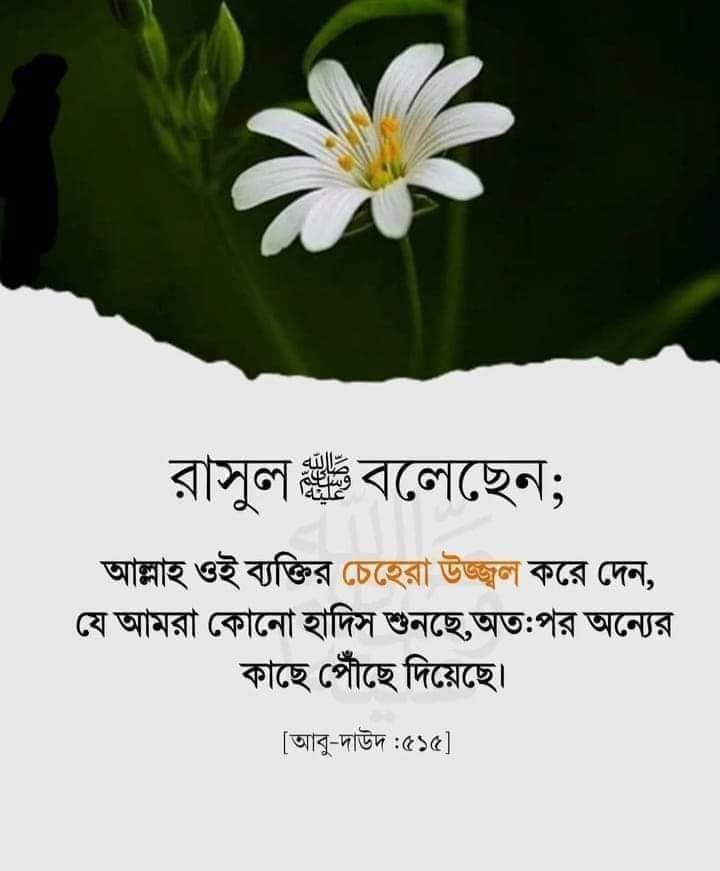 রাসুল ﷺ বলেছেন;
আল্লাহ ওই ব্যক্তির চেহেরা উজ্জ্বল করে দেন,
যে আমরা কোনো হাদিস শুনছে,অত:পর অন্যের
কাছে পৌঁছে দিয়েছে।
[আবু-দাউদ :৫১৫]